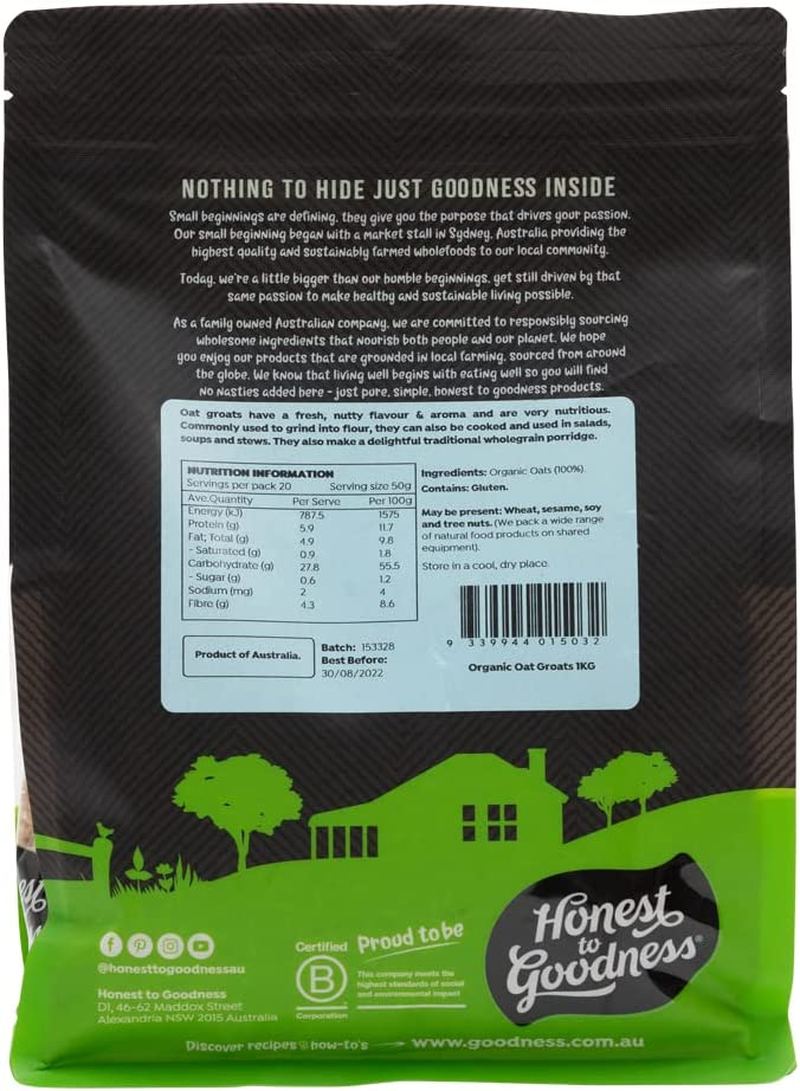 NOTHING TO HIDE JUST GOODNESS INSIDE
Small beginnings are defining, they give you the purpose that drives your passion.
Our small beginning began with a market stall in Sydney, Australia providing the
highest quality and sustainably farmed wholefoods to our local community.
Today, we're a little bigger than our humble beginnings, yet still driven by that
same passion to make healthy and sustainable living possible.
As a family owned Australian company, we are committed to responsibly sourcing
wholesome ingredients that nourish both people and our planet. We hope
you enjoy our products that are grounded in local farming, sourced from around
the globe. We know that living well begins with eating well so you will find
no nasties added here - just pure, simple, honest to goodness products.
Oat groats have a fresh, nutty flavour & aroma and are very nutritious.
Commonly used to grind into flour, they can also be cooked and used in salads,
soups and stews. They also make a delightful traditional wholegrain porridge.
NUTRITION INFORMATION
Servings per pack 20 Serving size 50g
Ave.Quantity Per Serve Per 100g
Energy (kJ) 787.5 1575
Protein (g) 5.9 11.7
Fat; Total (g) 4.9 9.8
- Saturated (g) 0.9 1.8
Carbohydrate (g) 27.8 55.5
- Sugar (g) 0.6 1.2
Sodium (mg) 2 4
Fibre (g) 4.3 8.6
Ingredients: Organic Oats (100%).
Contains: Gluten.
May be present: Wheat, sesame, soy
and tree nuts. (We pack a wide range
of natural food products on shared
equipment).
Store in a cool, dry place.
9 339944 015032
Organic Oat Groats 1KG
Product of Australia.
Batch: 153328
Best Before:
30/08/2022
@honesttogoodnessau
Honest to Goodness
D1, 46-62 Maddox Street
Alexandria NSW 2015 Australia
Certified
B
Corporation
Proud to be
This company meets the
highest standards of social
and environmental impact
Honest
to
Goodness®
Discover recipes & how-to's www.goodness.com.au